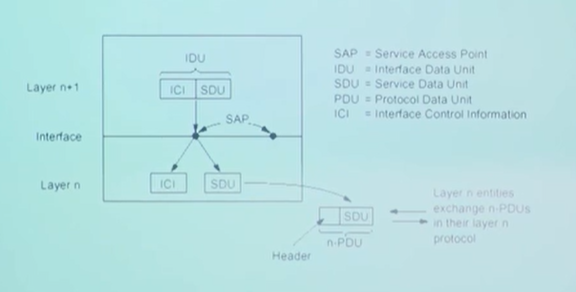 IDU
Layer n+1
ICI SDU
SAP
Interface
Layer n
ICI
SDU
SDU
n-PDU
Header
SAP = Service Access Point
IDU = Interface Data Unit
SDU = Service Data Unit
PDU = Protocol Data Unit
ICI = Interface Control Information
Layer n entities
exchange n-PDUs
in their layer n
protocol